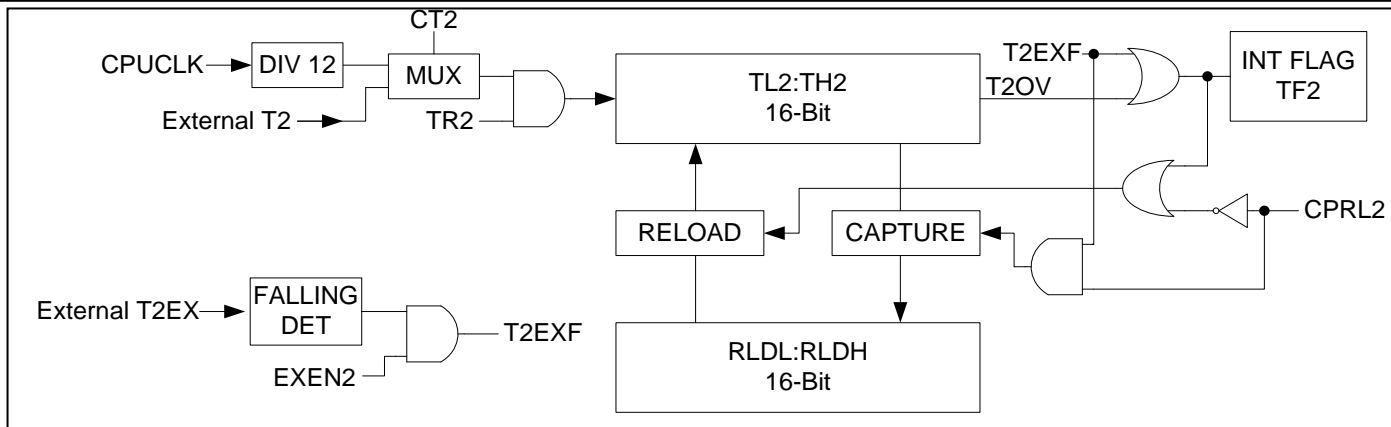 CT2
CPUCLK
DIV 12
MUX
External T2
TR2
TL2:TH2
16-Bit
T2EXF
T2OV
INT FLAG
TF2
RELOAD
CAPTURE
CPRL2
External T2EX
FALLING
DET
EXEN2
T2EXF
RLDL:RLDH
16-Bit